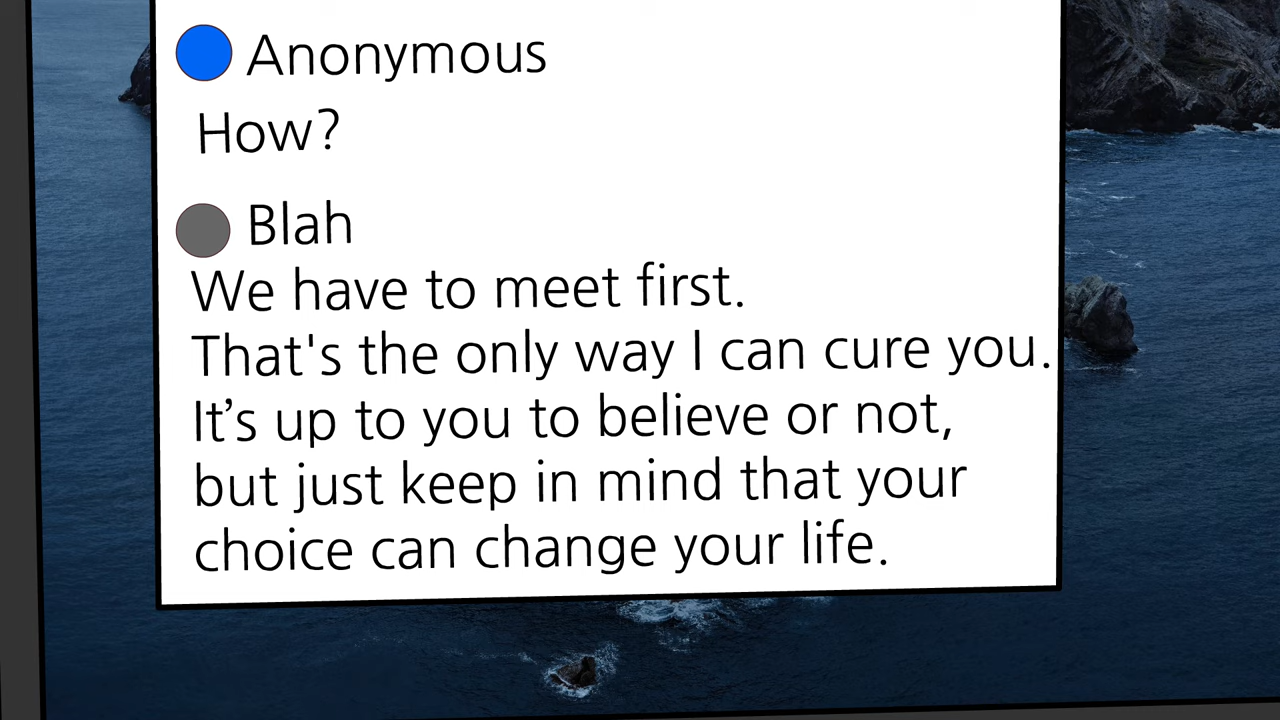 Anonymous
How?
Blah
We have to meet first.
That's the only way I can cure you.
It’s up to you to believe or not,
but just keep in mind that your
choice can change your life.